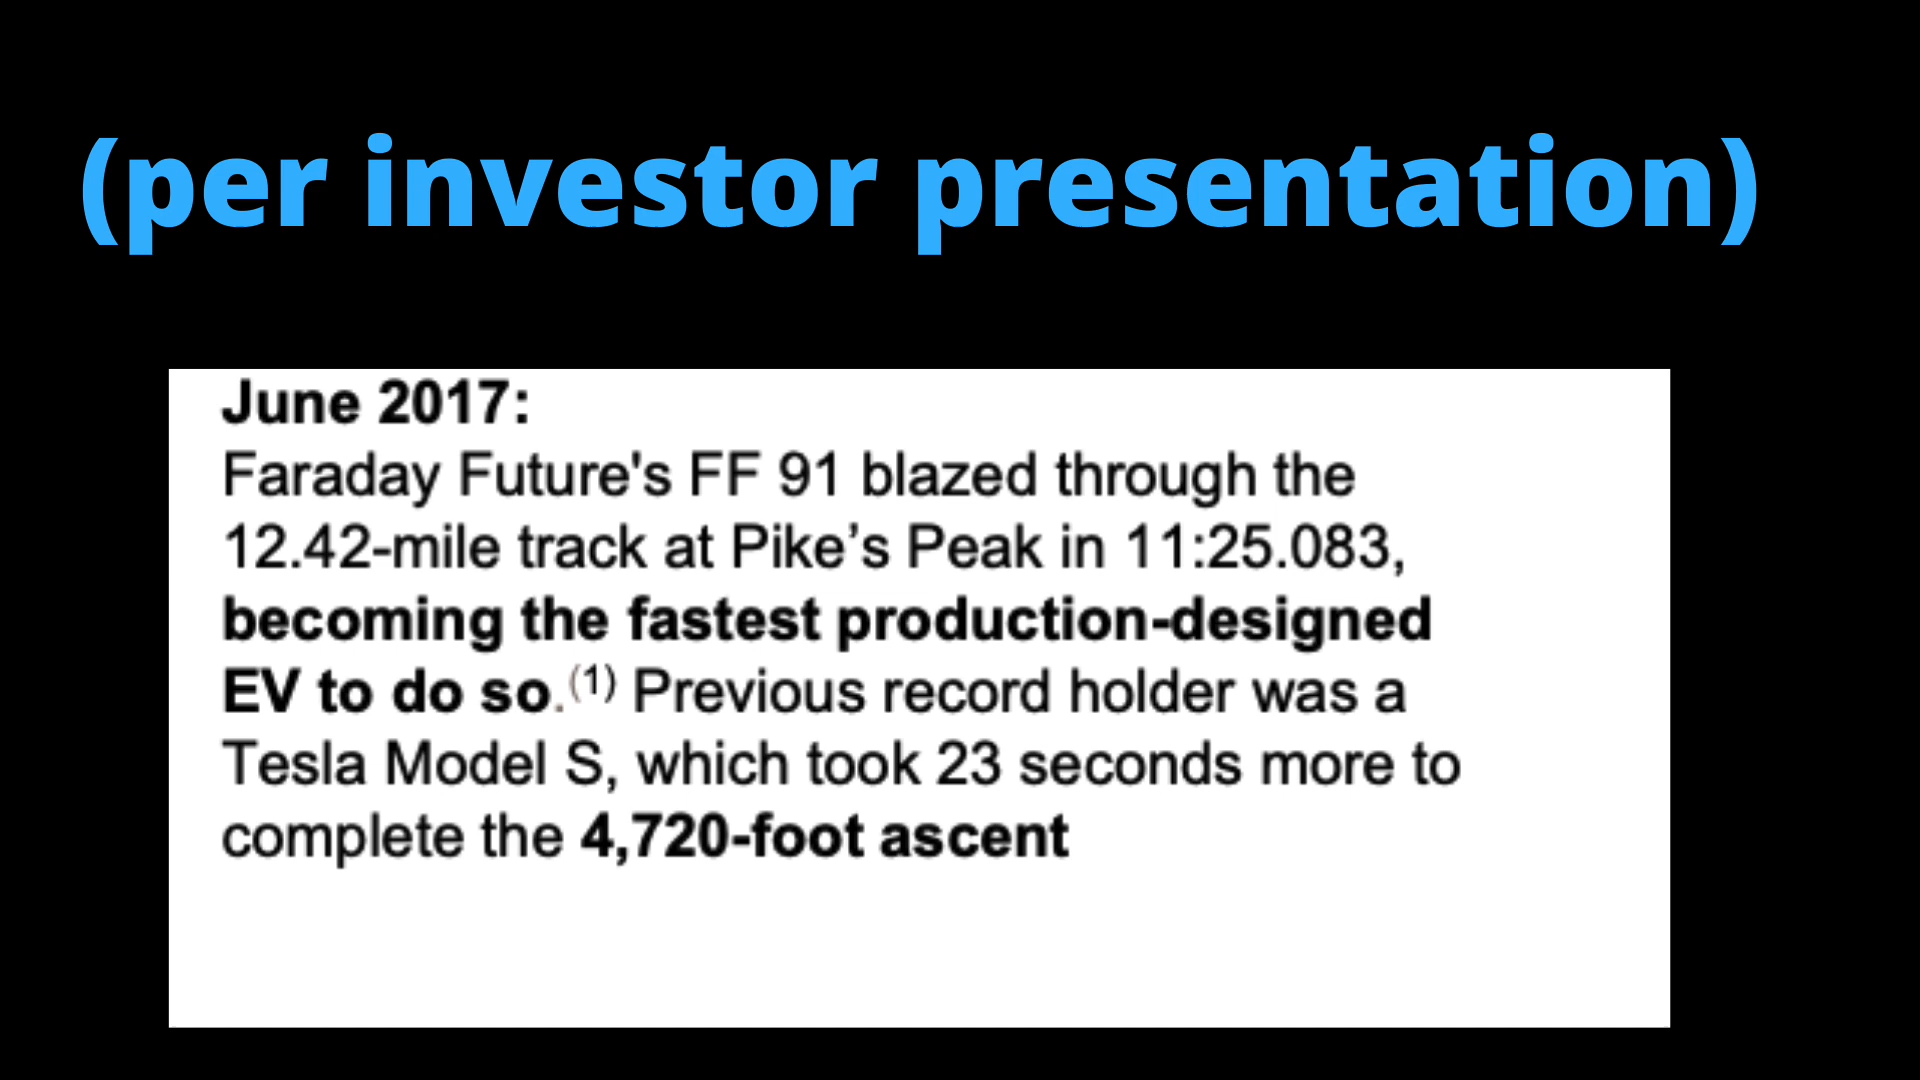 (per investor presentation)
June 2017:
Faraday Future's FF 91 blazed through the
12.42-mile track at Pike’s Peak in 11:25.083,
becoming the fastest production-designed
EV to do so.(1) Previous record holder was a
Tesla Model S, which took 23 seconds more to
complete the 4,720-foot ascent